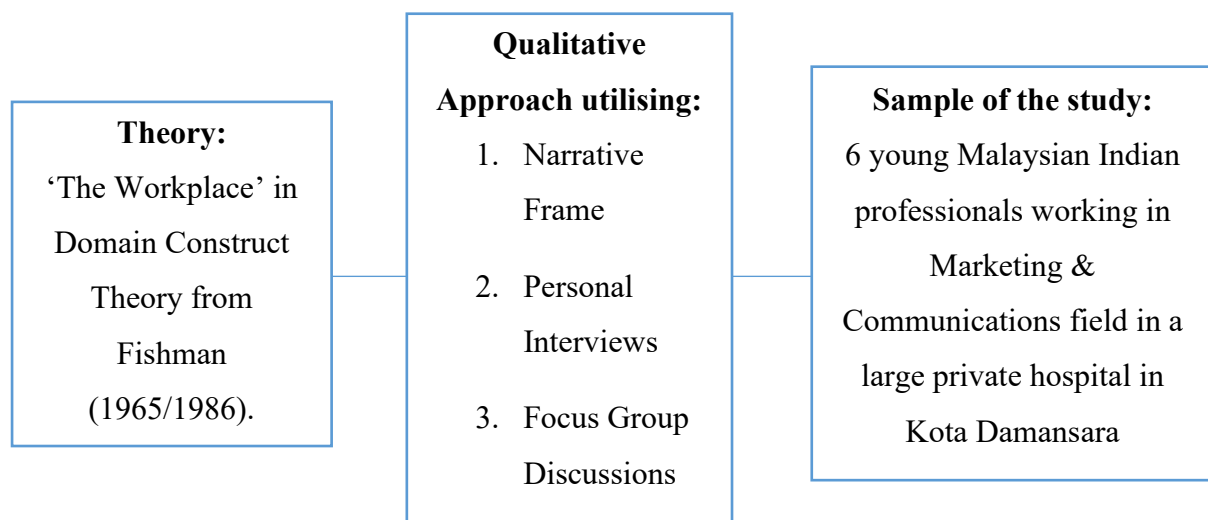 Theory:
‘The Workplace’ in
Domain Construct
Theory from
Fishman
(1965/1986).
Qualitative
Approach utilising:
1. Narrative
Frame
2. Personal
Interviews
3. Focus Group
Discussions
Sample of the study:
6 young Malaysian Indian
professionals working in
Marketing &
Communications field in a
large private hospital in
Kota Damansara